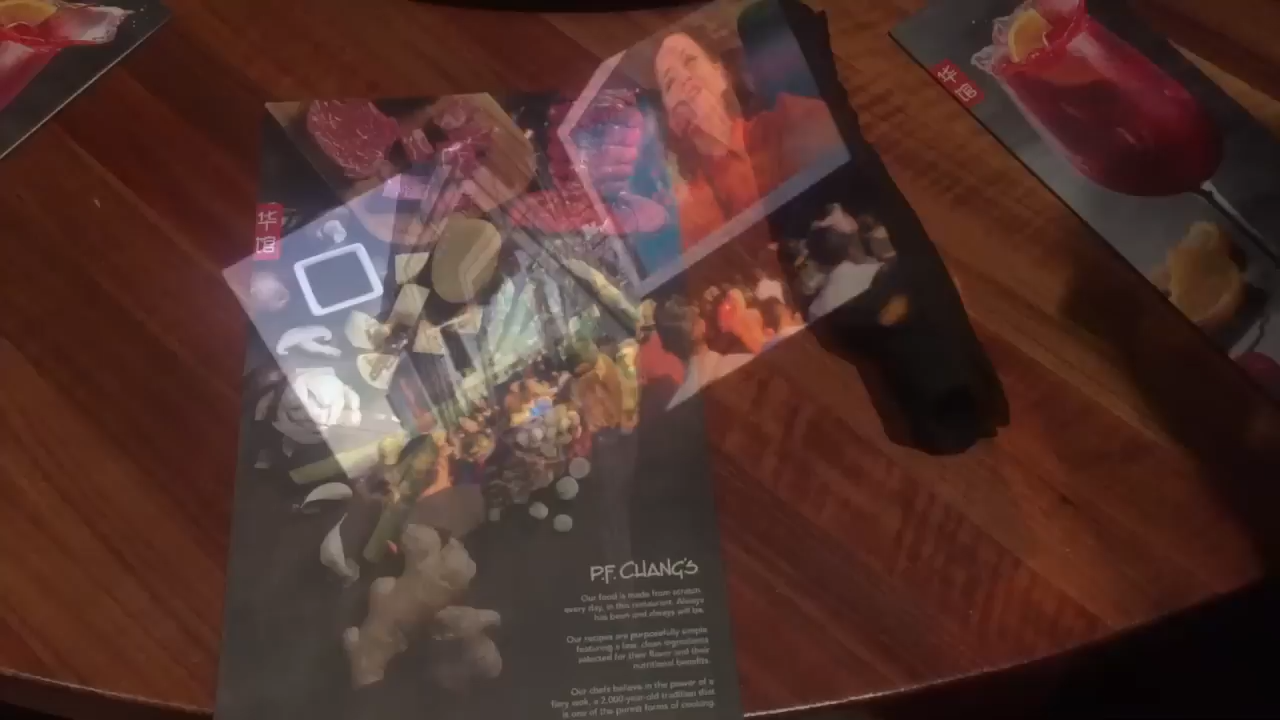 华
馆
华
馆
P.F. CHANG'S
Our food is made from scratch
every day, in this restaurant. Always
has been and always will be.
Our recipes are purposefully simple
featuring a few, clean ingredients
selected for their flavor and their
nutritional benefits.
Our chefs believe in the power of a
fiery wok, a 2,000-year-old tradition that
is one of the purest forms of cooking.